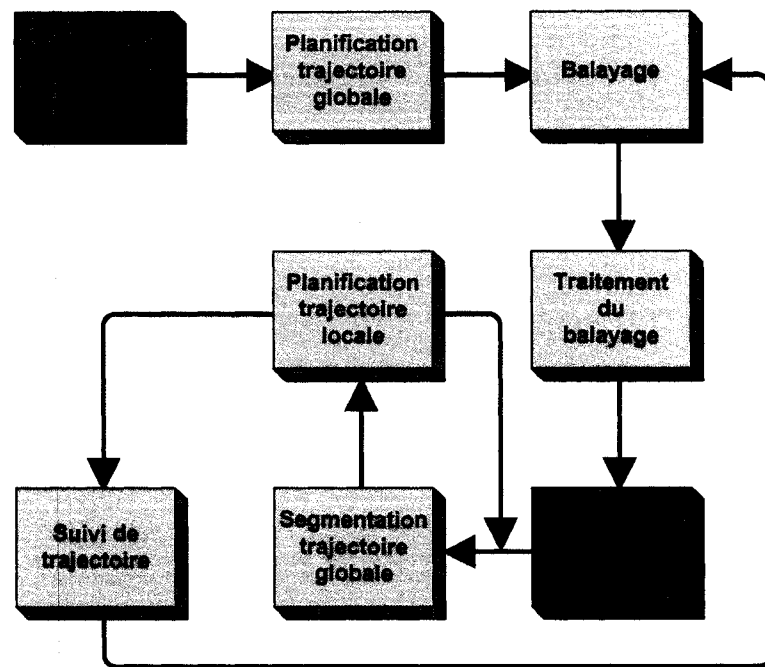 Planification
trajectoire
globale
Balayage
Planification
trajectoire
locale
Traitement
du
balayage
Suivi de
trajectoire
Segmentation
trajectoire
globale